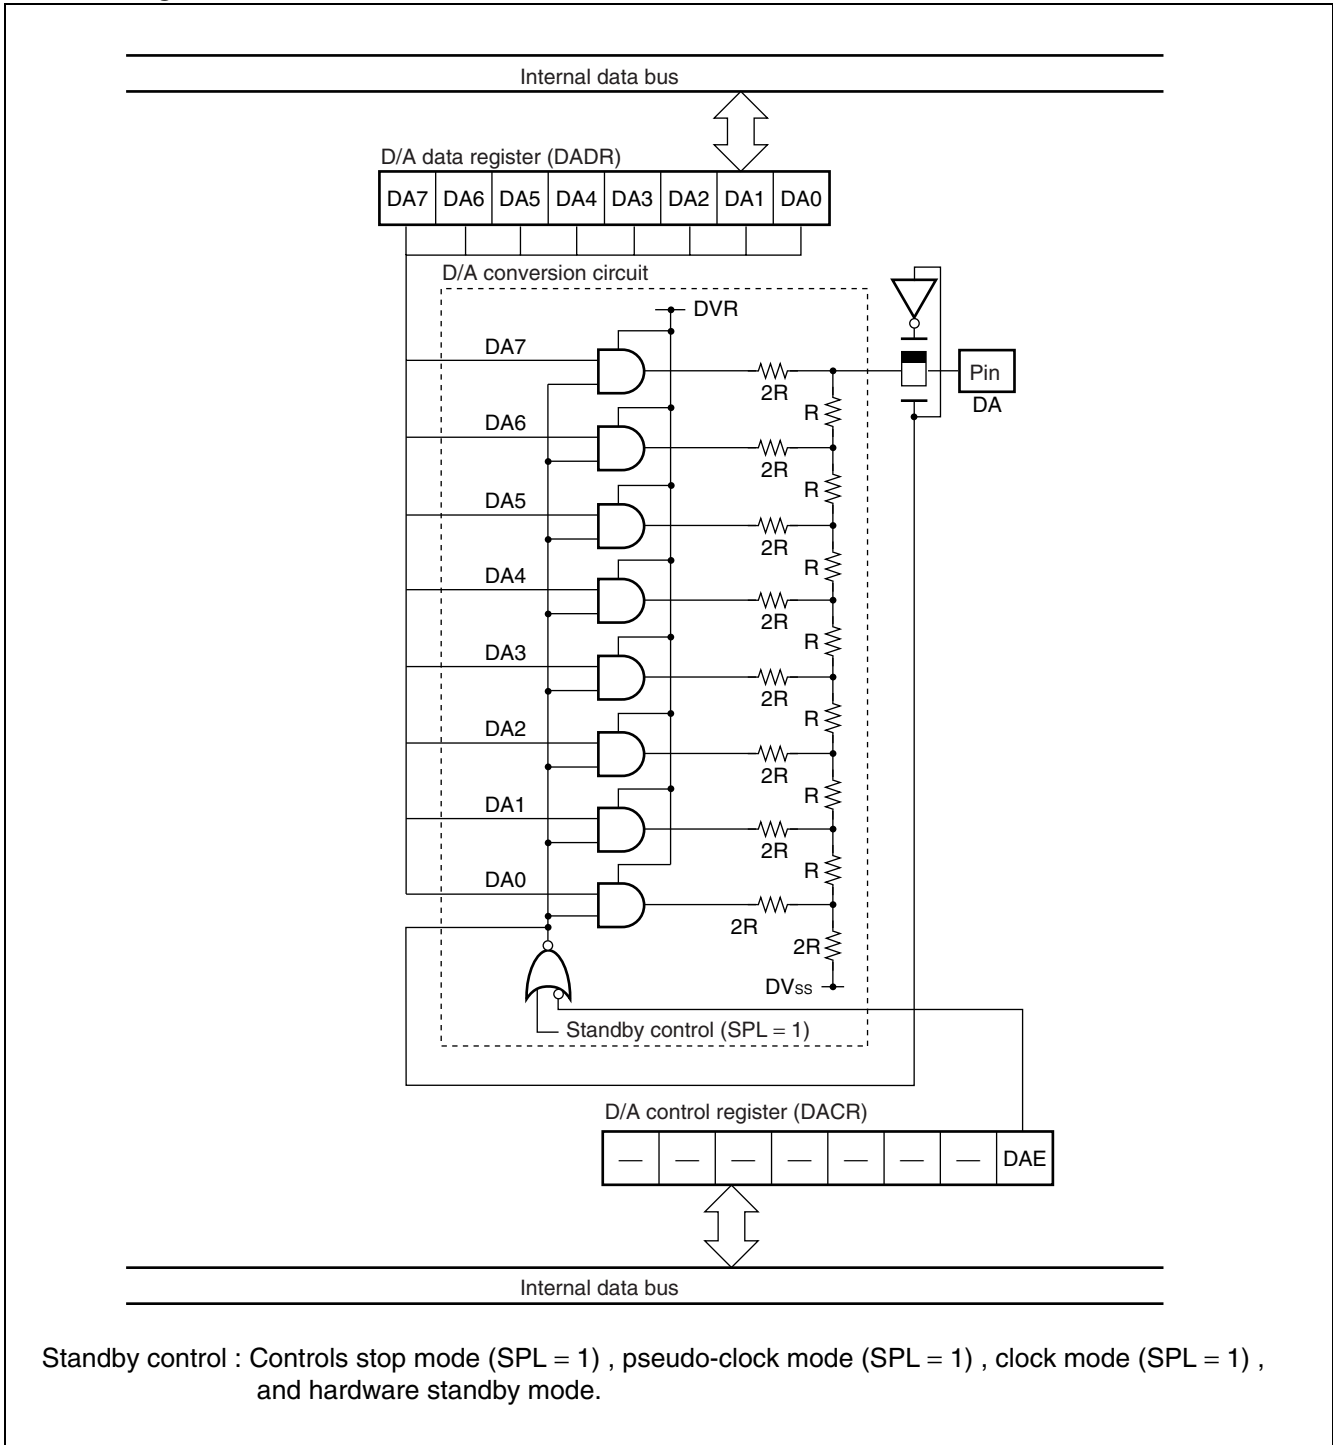 Internal data bus
D/A data register (DADR)
DA7 DA6 DA5 DA4 DA3 DA2 DA1 DA0
D/A conversion circuit
DVR
DA7
2R
R
Pin
DA
DA6
2R
R
DA5
2R
R
DA4
2R
R
DA3
2R
R
DA2
2R
R
DA1
2R
R
DA0
2R
2R
DVss
Standby control (SPL = 1)
D/A control register (DACR)
— — — — — — — DAE
Internal data bus
Standby control : Controls stop mode (SPL = 1) , pseudo-clock mode (SPL = 1) , clock mode (SPL = 1) ,
and hardware standby mode.